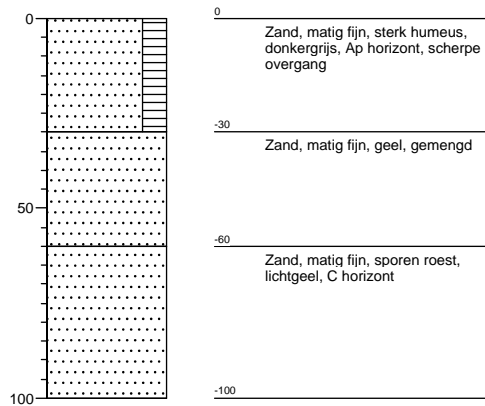 0
50
100
0
Zand, matig fijn, sterk humeus,
donkergrijs, Ap horizont, scherpe
overgang
-30
Zand, matig fijn, geel, gemengd
-60
Zand, matig fijn, sporen roest,
lichtgeel, C horizont
-100